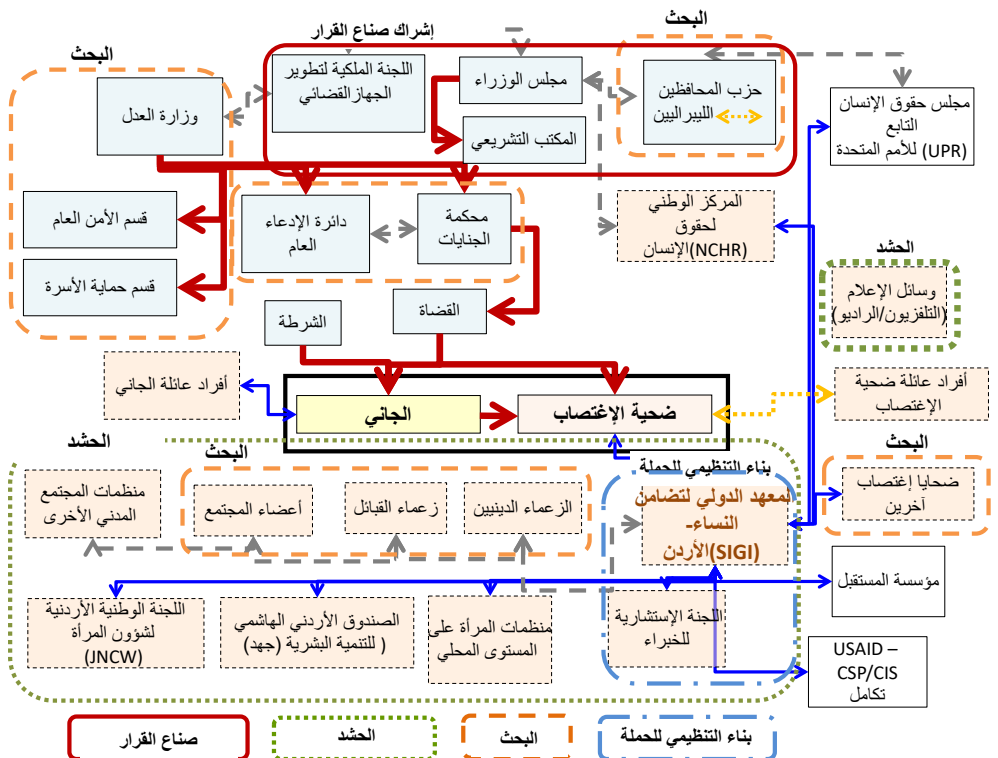 البحث
إشراك صناع القرار
البحث
اللجنة الملكية لتطوير
الجهازالقضائي
مجلس الوزراء
حزب المحافظين
الليبراليين
مجلس حقوق الإنسان
التابع
للأمم المتحدة (UPR)
وزارة العدل
المكتب التشريعي
قسم الأمن العام
دائرة الإدعاء
العام
محكمة
الجنايات
المركز الوطني
لحقوق
الإنسان(NCHR)
الحشد
قسم حماية الأسرة
وسائل الإعلام
(التلفزيون/الراديو)
الشرطة
القضاة
أفراد عائلة الجاني
أفراد عائلة ضحية
الإغتصاب
الجاني
ضحية الإغتصاب
الحشد
البحث
بناء التنظيمي للحملة
البحث
منظمات المجتمع
المدني الأخرى
أعضاء المجتمع
زعماء القبائل
الزعماء الدينيين
لمعهد الدولي لتضامن
النساء-
الأردن(SIGI)
ضحايا إغتصاب
آخرين
مؤسسة المستقبل
اللجنة الوطنية الأردنية
لشؤون المرأة
(JNCW)
الصندوق الأردني الهاشمي
للتنمية البشرية (جهد) (
منظمات المرأة على
المستوى المحلي
اللجنة الإستشارية
للخبراء
USAID –
CSP/CIS
تكامل
صناع القرار
الحشد
البحث
بناء التنظيمي للحملة